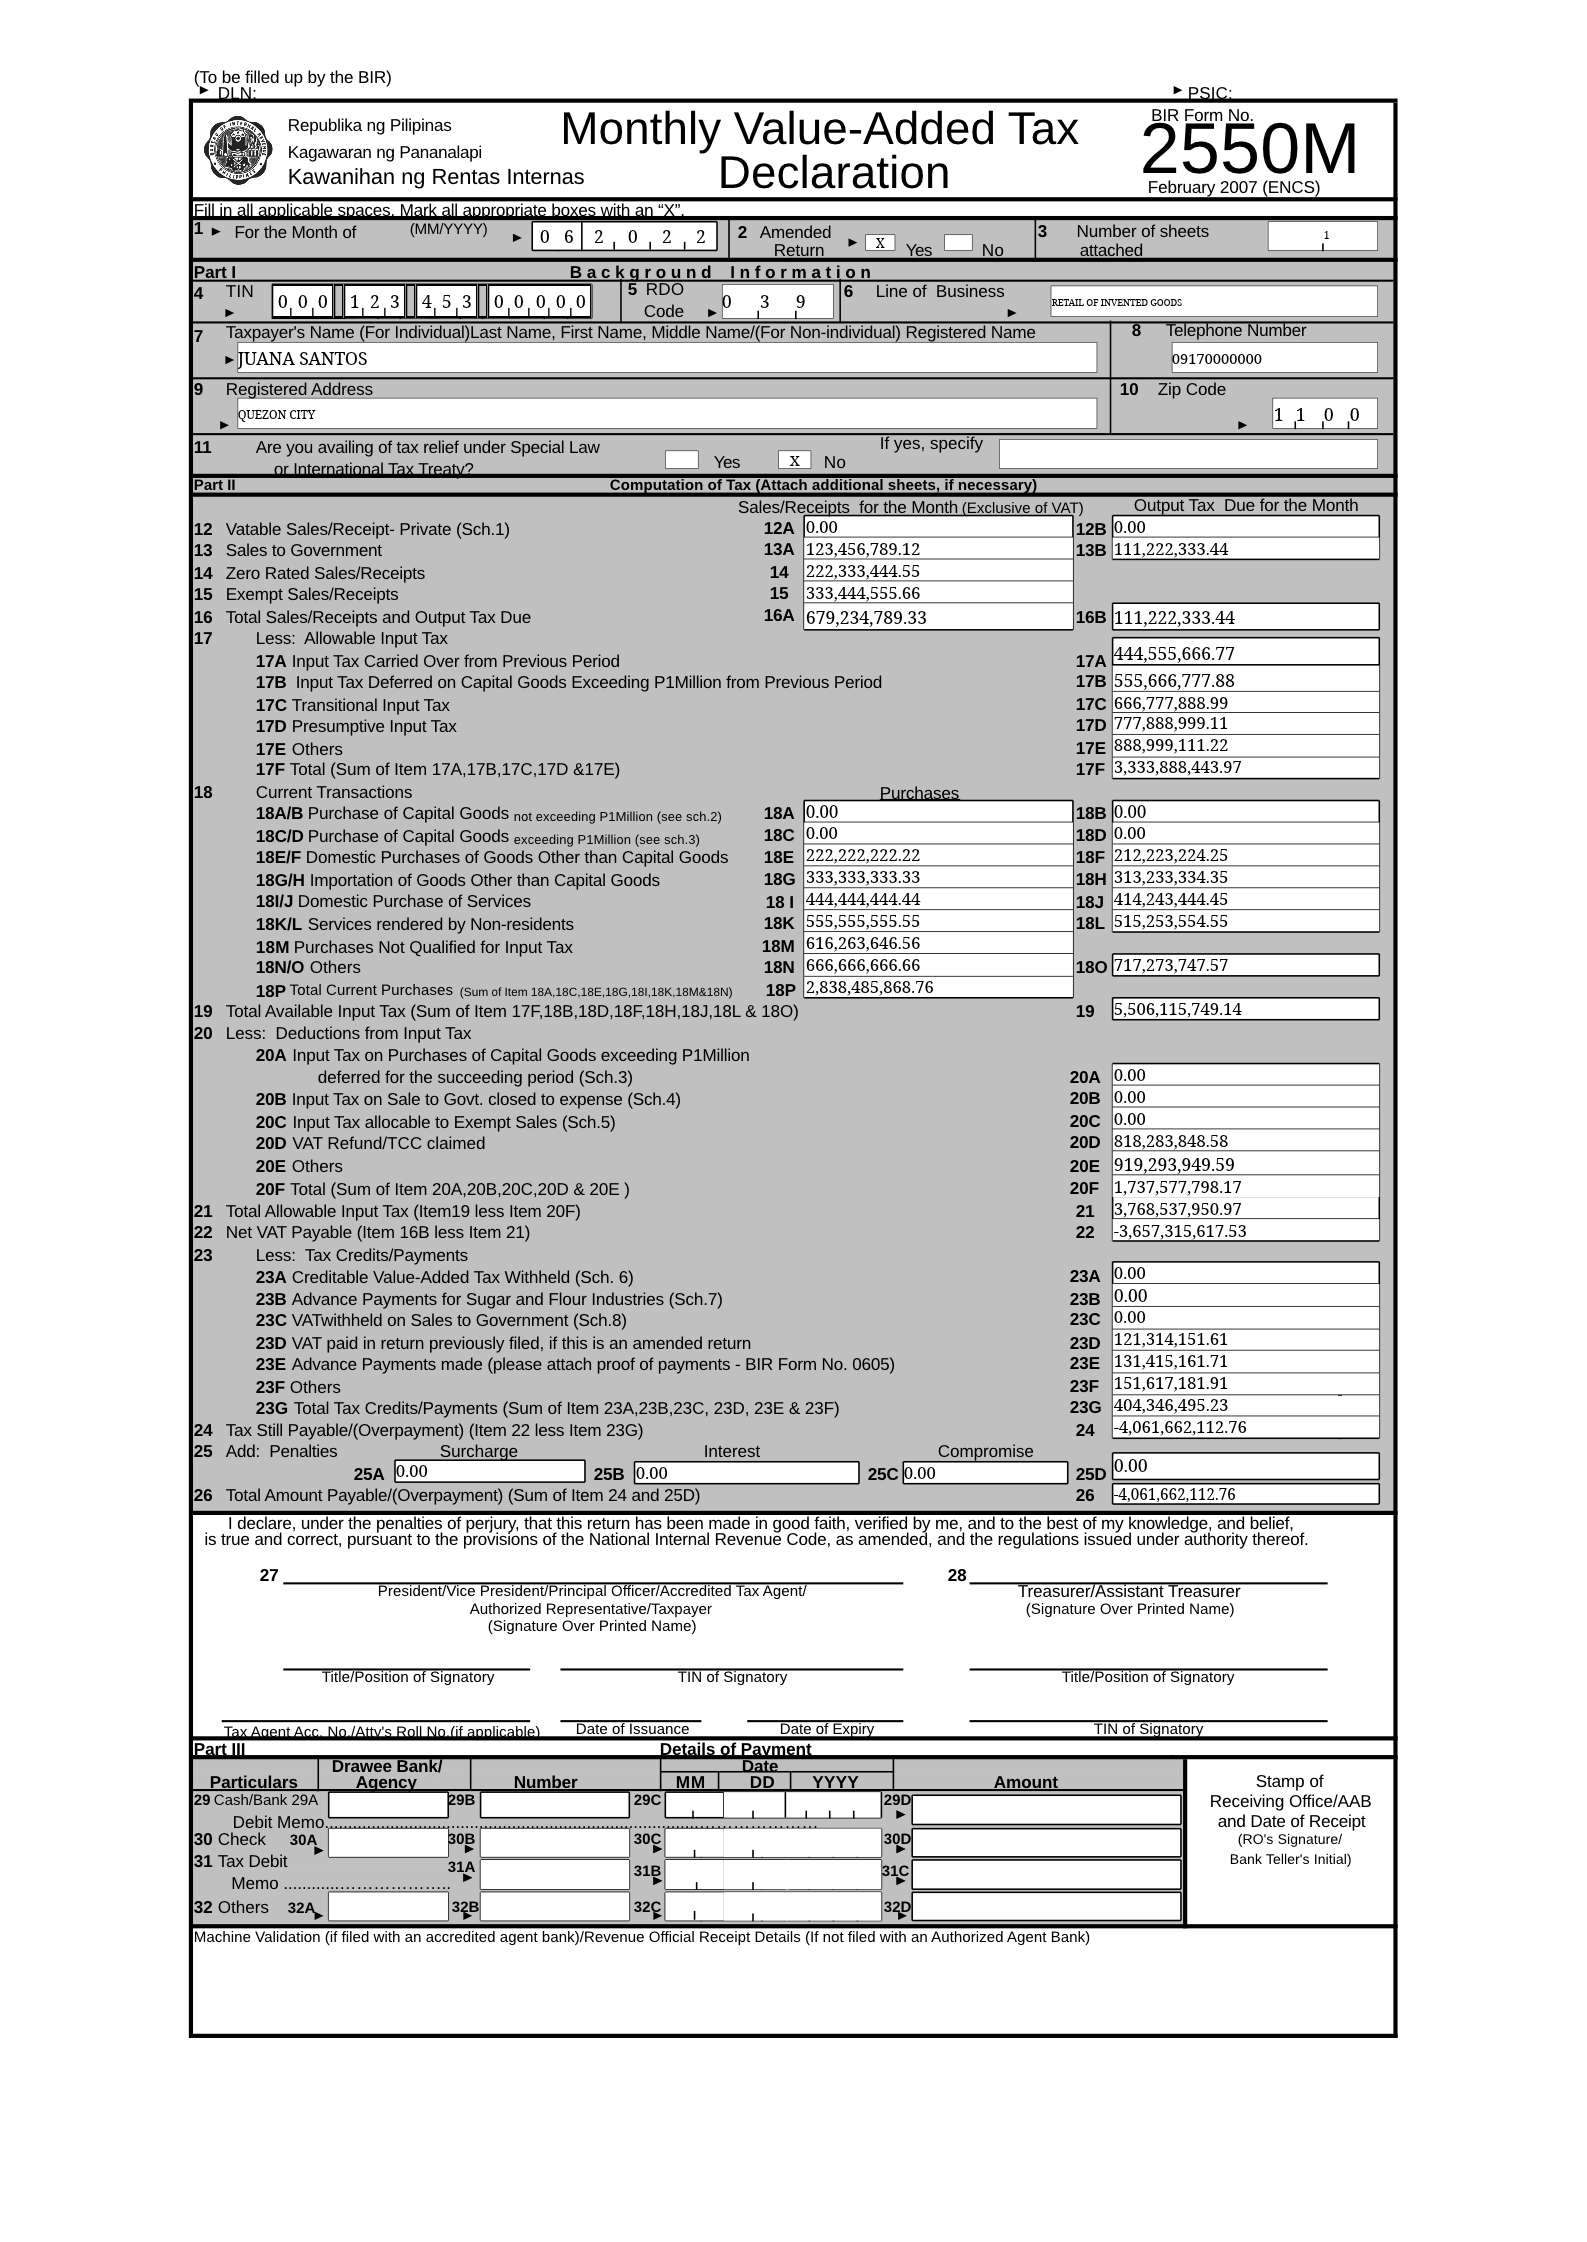 (To be filled up by the BIR)
DLN: PSIC:
Republika ng Pilipinas
Kagawaran ng Pananalapi
Kawanihan ng Rentas Internas
Monthly Value-Added Tax
Declaration
BIR Form No.
2550M
February 2007 (ENCS)
Fill in all applicable spaces. Mark all appropriate boxes with an “X”.
1 For the Month of (MM/YYYY) 0 6 2 0 2 2 2 Amended Return X Yes No 3 Number of sheets attached 1
Part I Background Information
4 TIN 0 0 0 1 2 3 4 5 3 0 0 0 0 0 5 RDO Code 0 3 9 6 Line of Business RETAIL OF INVENTED GOODS
7 Taxpayer's Name (For Individual)Last Name, First Name, Middle Name/(For Non-individual) Registered Name 8 Telephone Number
JUANA SANTOS 09170000000
9 Registered Address 10 Zip Code
QUEZON CITY 1 1 0 0
11 Are you availing of tax relief under Special Law If yes, specify
or International Tax Treaty? Yes X No
Part II Computation of Tax (Attach additional sheets, if necessary)
Sales/Receipts for the Month (Exclusive of VAT) Output Tax Due for the Month
12 Vatable Sales/Receipt- Private (Sch.1) 12A 0.00 12B 0.00
13 Sales to Government 13A 123,456,789.12 13B 111,222,333.44
14 Zero Rated Sales/Receipts 14 222,333,444.55
15 Exempt Sales/Receipts 15 333,444,555.66
16 Total Sales/Receipts and Output Tax Due 16A 679,234,789.33 16B 111,222,333.44
17 Less: Allowable Input Tax
17A Input Tax Carried Over from Previous Period 17A 444,555,666.77
17B Input Tax Deferred on Capital Goods Exceeding P1Million from Previous Period 17B 555,666,777.88
17C Transitional Input Tax 17C 666,777,888.99
17D Presumptive Input Tax 17D 777,888,999.11
17E Others 17E 888,999,111.22
17F Total (Sum of Item 17A,17B,17C,17D &17E) 17F 3,333,888,443.97
18 Current Transactions Purchases
18A/B Purchase of Capital Goods not exceeding P1Million (see sch.2) 18A 0.00 18B 0.00
18C/D Purchase of Capital Goods exceeding P1Million (see sch.3) 18C 0.00 18D 0.00
18E/F Domestic Purchases of Goods Other than Capital Goods 18E 222,222,222.22 18F 212,223,224.25
18G/H Importation of Goods Other than Capital Goods 18G 333,333,333.33 18H 313,233,334.35
18I/J Domestic Purchase of Services 18 I 444,444,444.44 18J 414,243,444.45
18K/L Services rendered by Non-residents 18K 555,555,555.55 18L 515,253,554.55
18M Purchases Not Qualified for Input Tax 18M 616,263,646.56
18N/O Others 18N 666,666,666.66 18O 717,273,747.57
18P Total Current Purchases (Sum of Item 18A,18C,18E,18G,18I,18K,18M&18N) 18P 2,838,485,868.76
19 Total Available Input Tax (Sum of Item 17F,18B,18D,18F,18H,18J,18L & 18O) 19 5,506,115,749.14
20 Less: Deductions from Input Tax
20A Input Tax on Purchases of Capital Goods exceeding P1Million
deferred for the succeeding period (Sch.3) 20A 0.00
20B Input Tax on Sale to Govt. closed to expense (Sch.4) 20B 0.00
20C Input Tax allocable to Exempt Sales (Sch.5) 20C 0.00
20D VAT Refund/TCC claimed 20D 818,283,848.58
20E Others 20E 919,293,949.59
20F Total (Sum of Item 20A,20B,20C,20D & 20E ) 20F 1,737,577,798.17
21 Total Allowable Input Tax (Item19 less Item 20F) 21 3,768,537,950.97
22 Net VAT Payable (Item 16B less Item 21) 22 -3,657,315,617.53
23 Less: Tax Credits/Payments
23A Creditable Value-Added Tax Withheld (Sch. 6) 23A 0.00
23B Advance Payments for Sugar and Flour Industries (Sch.7) 23B 0.00
23C VATwithheld on Sales to Government (Sch.8) 23C 0.00
23D VAT paid in return previously filed, if this is an amended return 23D 121,314,151.61
23E Advance Payments made (please attach proof of payments - BIR Form No. 0605) 23E 131,415,161.71
23F Others 23F 151,617,181.91
23G Total Tax Credits/Payments (Sum of Item 23A,23B,23C, 23D, 23E & 23F) 23G 404,346,495.23
24 Tax Still Payable/(Overpayment) (Item 22 less Item 23G) 24 -4,061,662,112.76
25 Add: Penalties Surcharge Interest Compromise
25A 0.00 25B 0.00 25C 0.00 25D 0.00
26 Total Amount Payable/(Overpayment) (Sum of Item 24 and 25D) 26 -4,061,662,112.76
I declare, under the penalties of perjury, that this return has been made in good faith, verified by me, and to the best of my knowledge, and belief,
is true and correct, pursuant to the provisions of the National Internal Revenue Code, as amended, and the regulations issued under authority thereof.
27 28
President/Vice President/Principal Officer/Accredited Tax Agent/ Treasurer/Assistant Treasurer
Authorized Representative/Taxpayer (Signature Over Printed Name)
(Signature Over Printed Name)
Title/Position of Signatory TIN of Signatory Title/Position of Signatory
Tax Agent Acc. No./Atty's Roll No.(if applicable) Date of Issuance Date of Expiry TIN of Signatory
Part III Details of Payment
Particulars Drawee Bank/ Agency Number Date MM DD YYYY Amount
Stamp of
Receiving Office/AAB
and Date of Receipt
(RO's Signature/
Bank Teller's Initial)
29 Cash/Bank 29A 29B 29C 29D
Debit Memo
30 Check 30A 30B 30C 30D
31 Tax Debit 31A 31B 31C
Memo
32 Others 32A 32B 32C 32D
Machine Validation (if filed with an accredited agent bank)/Revenue Official Receipt Details (If not filed with an Authorized Agent Bank)